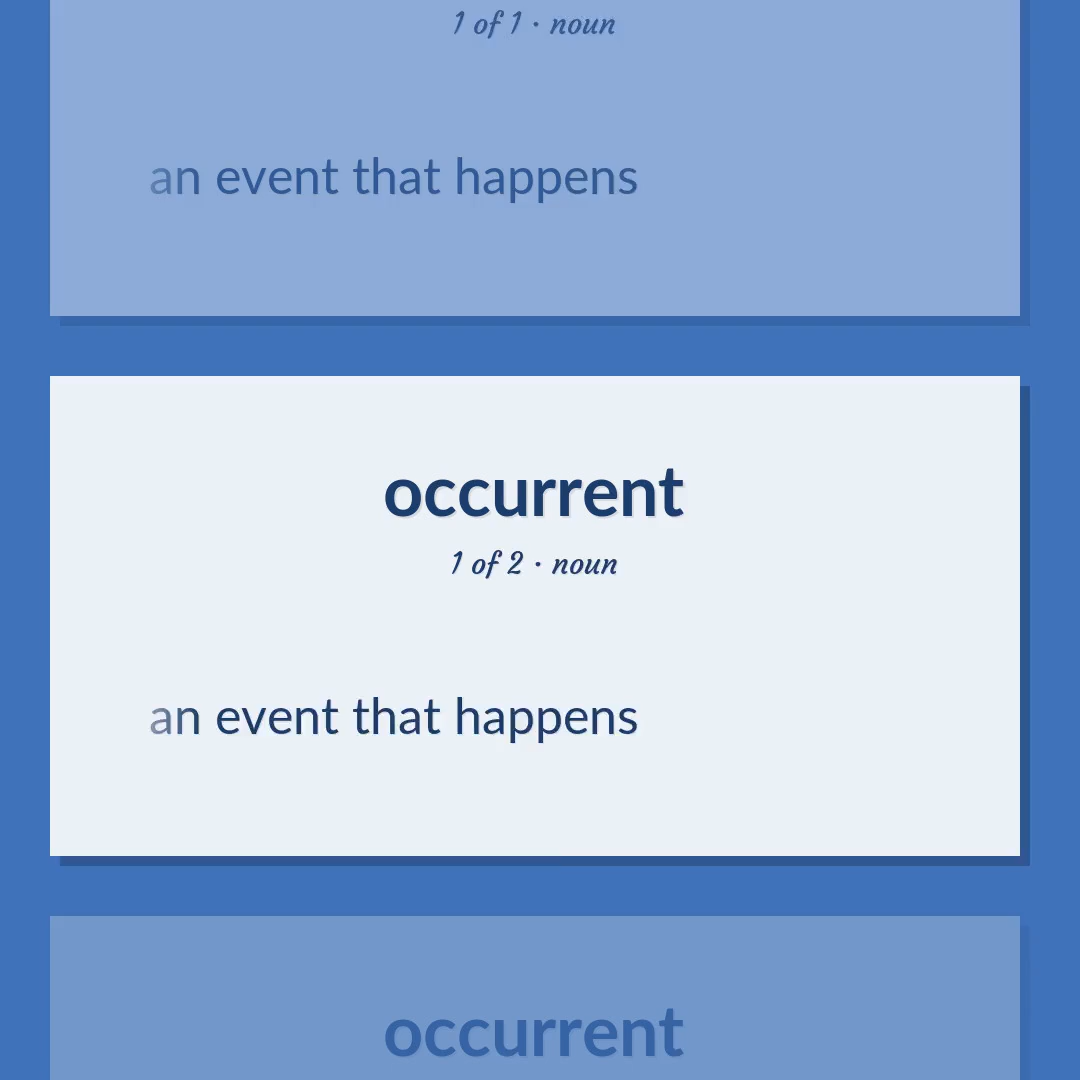 1 of 1 · noun
an event that happens
occurrent
1 of 2 · noun
an event that happens
occurrent